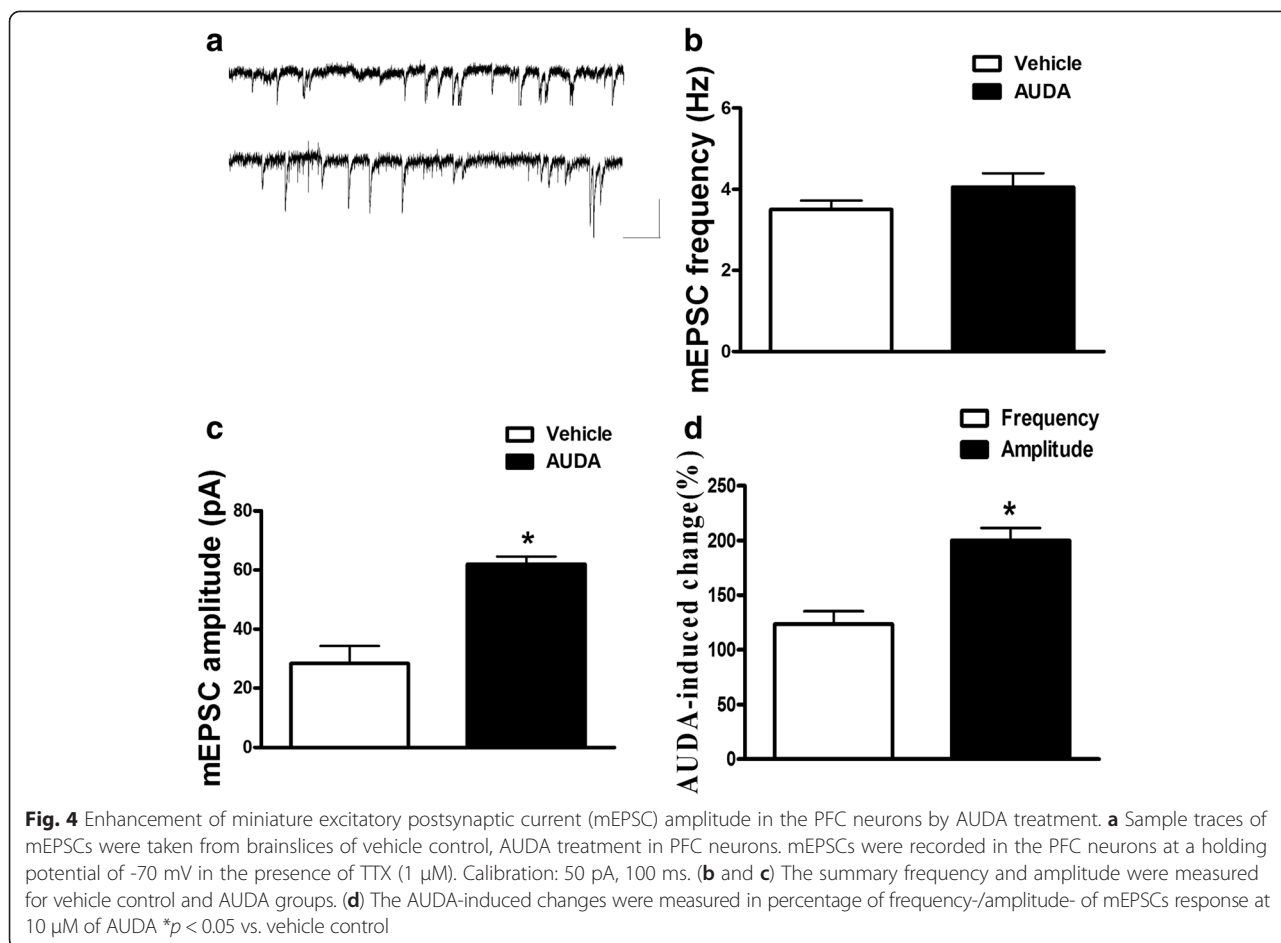 a
b
Vehicle
AUDA
mEPSC frequency (Hz)
6
4
2
0
c
Vehicle
AUDA
mEPSC amplitude (pA)
80
60
40
20
0
*
d
Frequency
Amplitude
AUDA-induced change(%)
250
200
150
100
50
0
*
Fig. 4 Enhancement of miniature excitatory postsynaptic current (mEPSC) amplitude in the PFC neurons by AUDA treatment. a Sample traces of
mEPSCs were taken from brainslices of vehicle control, AUDA treatment in PFC neurons. mEPSCs were recorded in the PFC neurons at a holding
potential of -70 mV in the presence of TTX (1 μM). Calibration: 50 pA, 100 ms. (b and c) The summary frequency and amplitude were measured
for vehicle control and AUDA groups. (d) The AUDA-induced changes were measured in percentage of frequency-/amplitude- of mEPSCs response at
10 μM of AUDA *p < 0.05 vs. vehicle control